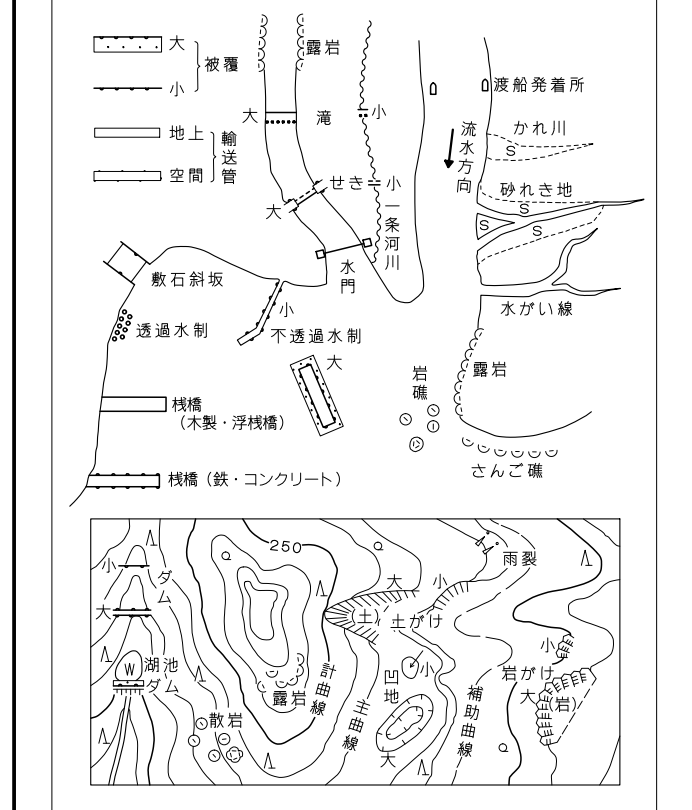 大
小
被覆
地上
空間
輸送管
露岩
大
滝
小
せき
小
大
一条河川
水門
渡船発着所
流水方向
かれ川
S
砂れき地
S
S
S
水がい線
敷石斜坂
小
不透過水制
透過水制
大
桟橋
(木製・浮桟橋)
桟橋(鉄・コンクリート)
岩礁
露岩
さんご礁
250
小
ダム
大
W
湖池
ダム
散岩
露岩
計曲線
主曲線
大
小
(土)
土がけ
凹地
小
大
補助曲線
雨裂
小
岩がけ
大
(岩)